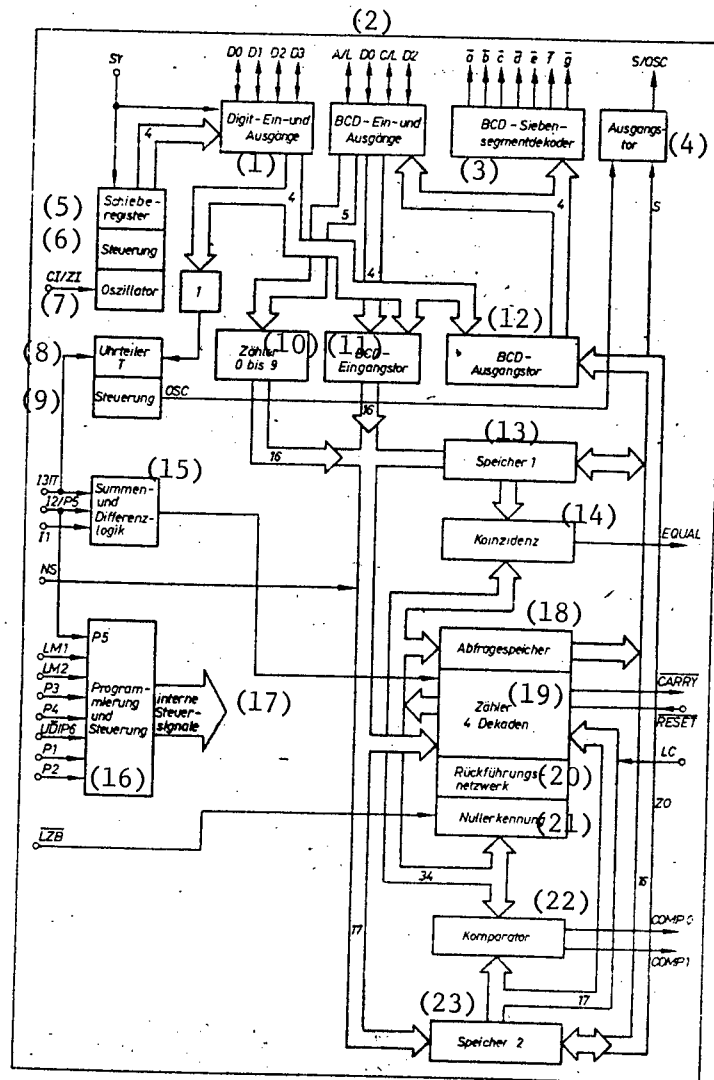 (2)
D0 D1 D2 D3
A/L D0 C/L D2
a̅ b̅ c̅ d̅ e̅ f̅ g̅
SY
S/OSC
4
Digit-Ein-und
Ausgänge
(1)
BCD-Ein-und
Ausgänge
BCD-Sieben-
segmentdekoder
(3)
Ausgangs-
tor
(4)
4
5
4
S
(5)
Schiebe-
register
(6)
Steuerung
CI/ZI
(7)
Oszillator
1
4
(8)
Uhrteiler
T
(9)
Steuerung
OSC
Zähler
0 bis 9
(10)
(11)
BCD-
Eingangstor
(12)
BCD-
Ausgangstor
16
16
(13)
Speicher 1
I3/T
I2/P5
I1
(15)
Summen-
und
Differenz-
logik
(14)
Koinzidenz
EQUAL
NS
(18)
Abfragespeicher
P5
LM1
LM2
P3
P4
U̅D̅/P6
P1
P2
Program-
mierung
und
Steuerung
(16)
interne
Steuer-
signale
(17)
(19)
Zähler
4 Dekaden
C̅A̅R̅R̅Y̅
R̅E̅S̅E̅T̅
LC
Rückführungs-
netzwerk
(20)
ZO
Nullerkennung
(21)
L̅Z̅B̅
34
16
(22)
Komparator
COMP 0
COMP 1
17
17
(23)
Speicher 2